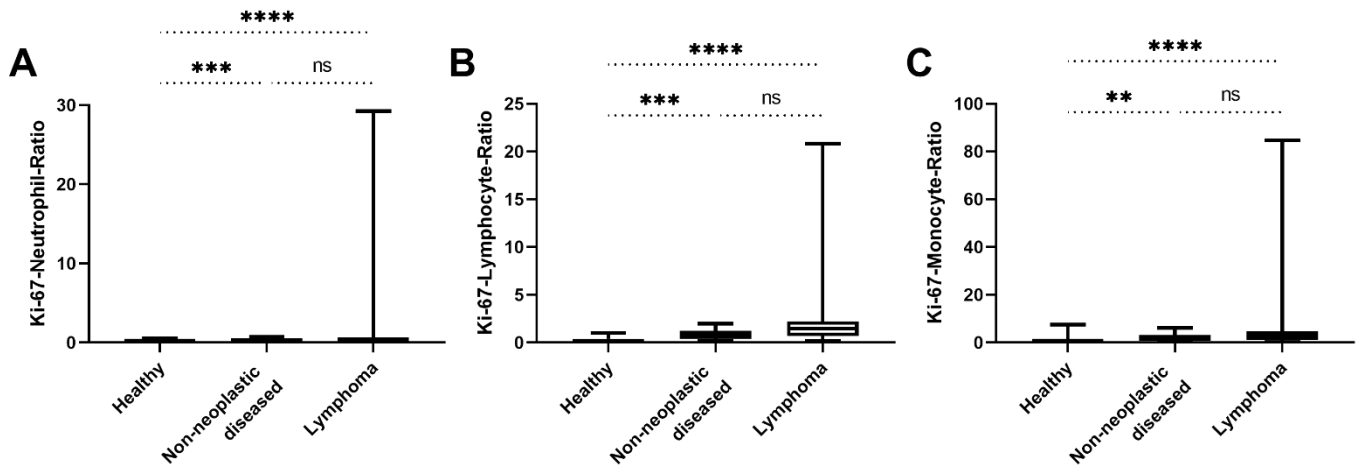 A
****
***
ns
Ki-67-Neutrophil-Ratio
30
20
10
0
Healthy
Non-neoplastic
diseased
Lymphoma
B
****
***
ns
Ki-67-Lymphocyte-Ratio
25
20
15
10
5
0
Healthy
Non-neoplastic
diseased
Lymphoma
C
****
**
ns
Ki-67-Monocyte-Ratio
100
80
60
40
20
0
Healthy
Non-neoplastic
diseased
Lymphoma